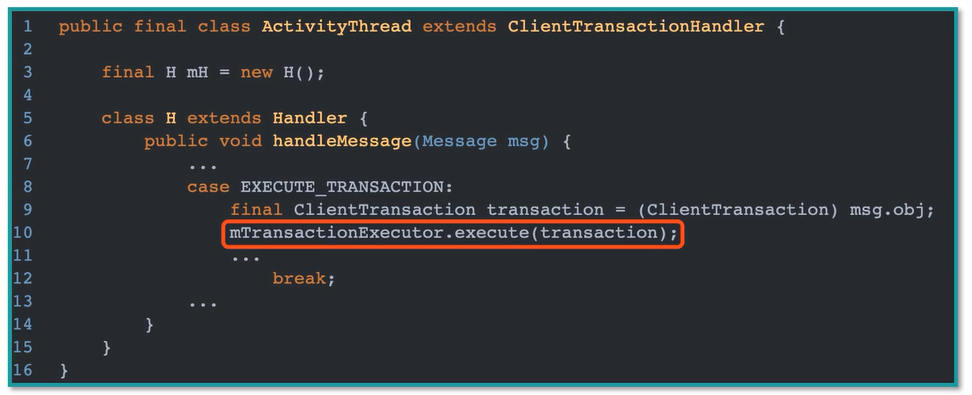 1 public final class ActivityThread extends ClientTransactionHandler {
2
3 final H mH = new H();
4
5 class H extends Handler {
6 public void handleMessage(Message msg) {
7 ...
8 case EXECUTE_TRANSACTION:
9 final ClientTransaction transaction = (ClientTransaction) msg.obj;
10 mTransactionExecutor.execute(transaction);
11 ...
12 break;
13 ...
14 }
15 }
16 }